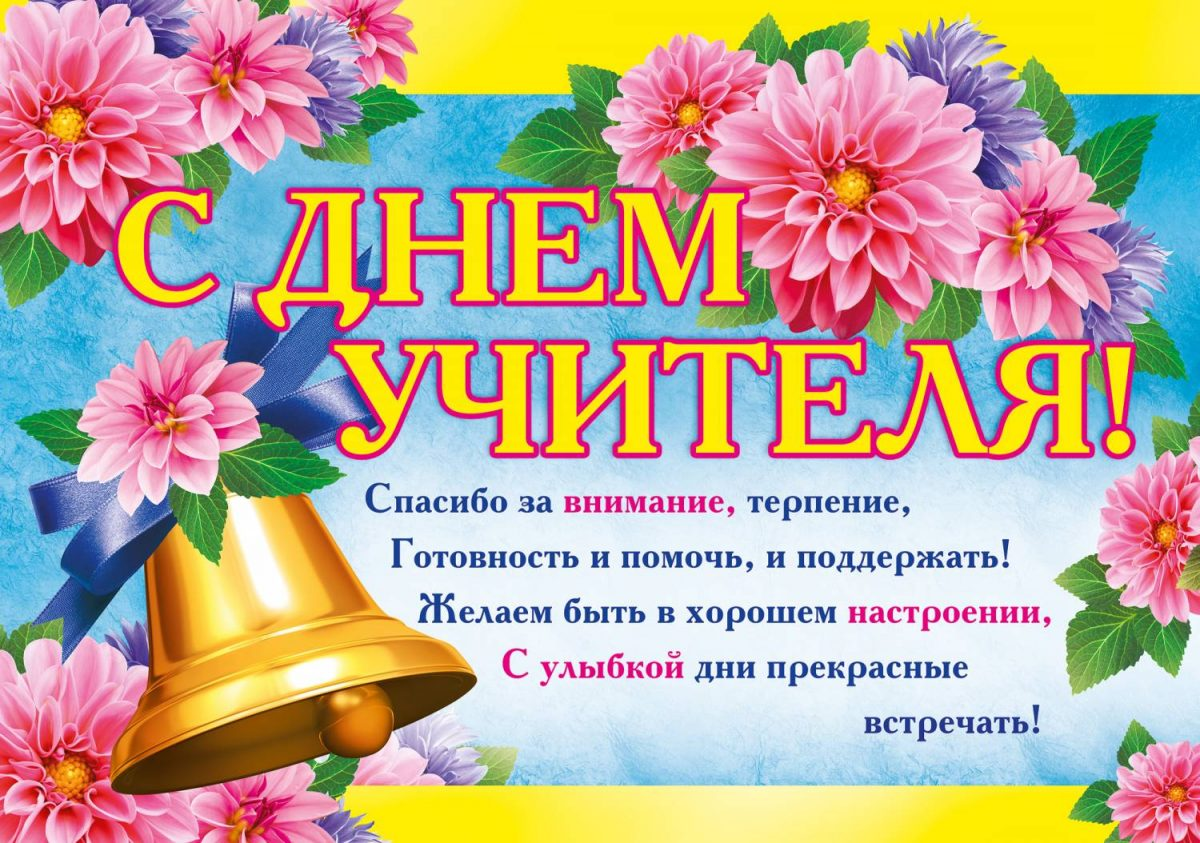 С ДНЕМ
УЧИТЕЛЯ!
Спасибо за внимание, терпение,
Готовность и помочь, и поддержать!
Желаем быть в хорошем настроении,
С улыбкой дни прекрасные
встречать!